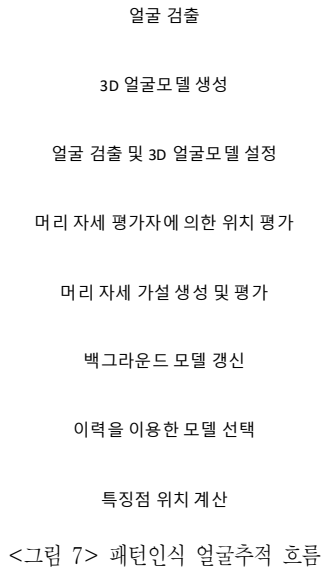 얼굴 검출
3D 얼굴모델 생성
얼굴 검출 및 3D 얼굴모델 설정
머리 자세 평가자에 의한 위치 평가
머리 자세 가설 생성 및 평가
백그라운드 모델 갱신
이력을 이용한 모델 선택
특징점 위치 계산
<그림 7> 패턴인식 얼굴추적 흐름